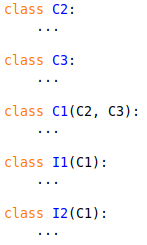 class C2:
    ...
class C3:
    ...
class C1(C2, C3):
    ...
class I1(C1):
    ...
class I2(C1):
    ...